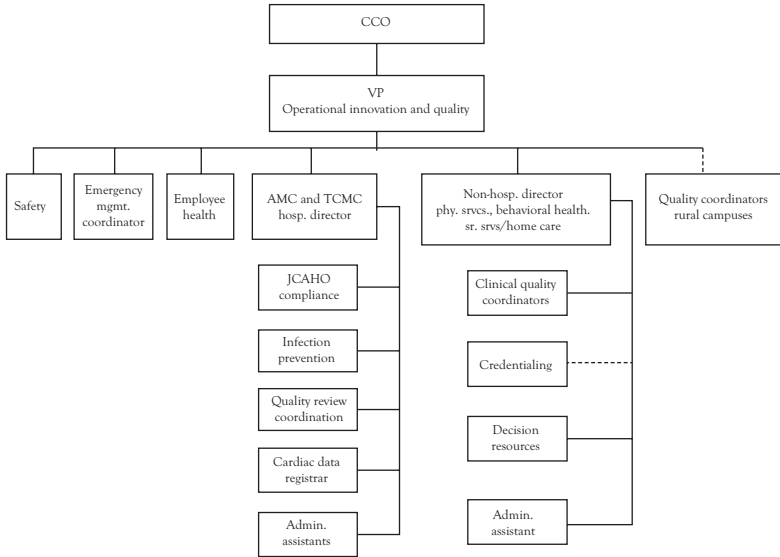 CCO
VP
Operational innovation and quality
Safety
Emergency
mgmt.
coordinator
Employee
health
AMC and TCMC
hosp. director
Non-hosp. director
phy. srvcs., behavioral health.
sr. srvs/home care
Quality coordinators
rural campuses
JCAHO
compliance
Infection
prevention
Quality review
coordination
Cardiac data
registrar
Admin.
assistants
Clinical quality
coordinators
Credentialing
Decision
resources
Admin.
assistant